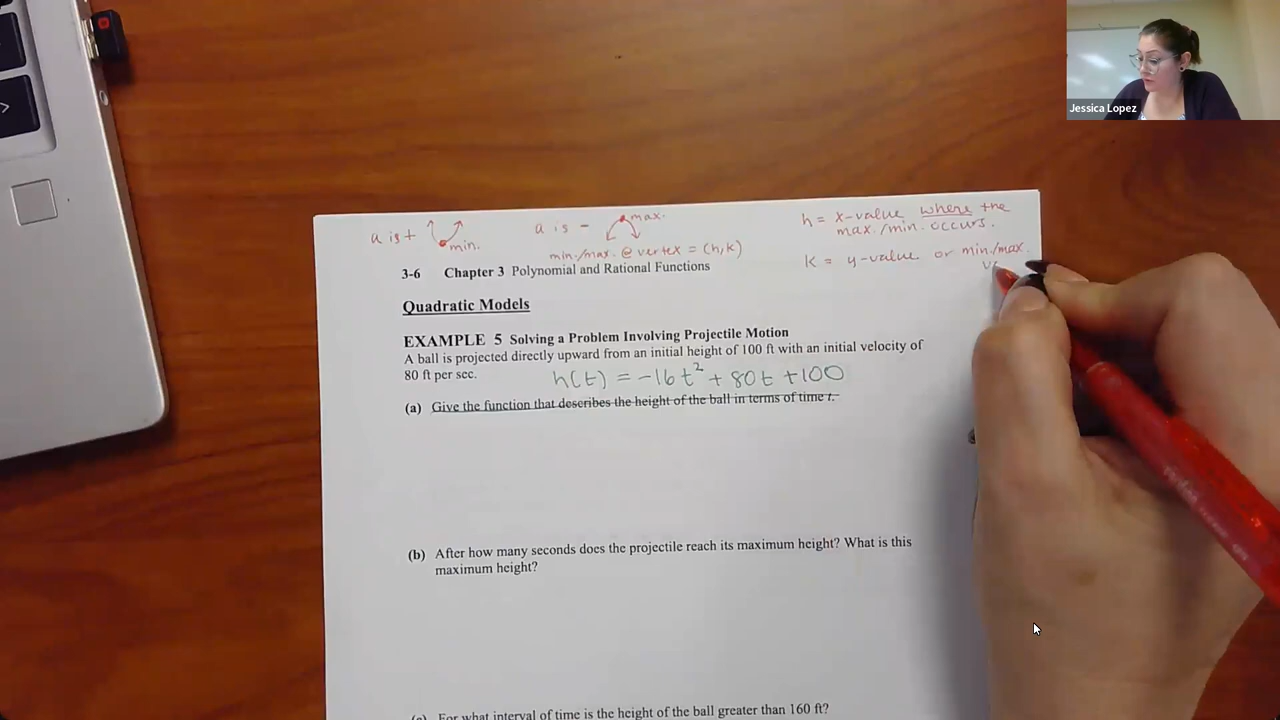 Jessica Lopez
a is + min.
a is - max.
min./max. @ vertex = (h,k)
h = x-value where the
max./min. occurs.
k = y-value or min./max.
3-6 Chapter 3 Polynomial and Rational Functions
Quadratic Models
EXAMPLE 5 Solving a Problem Involving Projectile Motion
A ball is projected directly upward from an initial height of 100 ft with an initial velocity of
80 ft per sec.
h(t) = -16t² + 80t + 100
(a) Give the function that describes the height of the ball in terms of time t.
(b) After how many seconds does the projectile reach its maximum height? What is this
maximum height?
For what interval of time is the height of the ball greater than 160 ft?